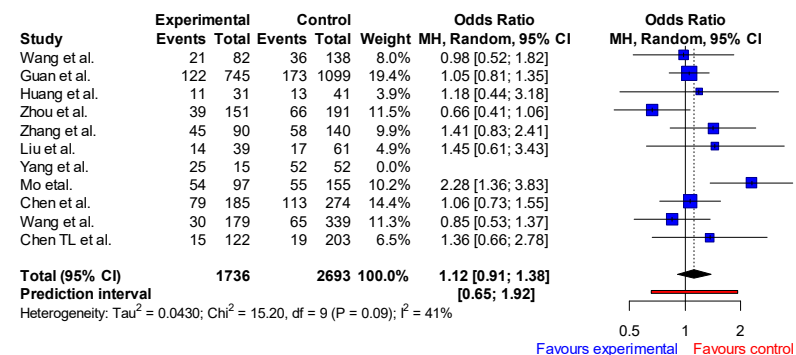 Experimental Control Odds Ratio Odds Ratio
Study Events Total Events Total Weight MH, Random, 95% CI MH, Random, 95% CI
Wang et al. 21 82 36 138 8.0% 0.98 [0.52; 1.82]
Guan et al. 122 745 173 1099 19.4% 1.05 [0.81; 1.35]
Huang et al. 11 31 13 41 3.9% 1.18 [0.44; 3.18]
Zhou et al. 39 151 66 191 11.5% 0.66 [0.41; 1.06]
Zhang et al. 45 90 58 140 9.9% 1.41 [0.83; 2.41]
Liu et al. 14 39 17 61 4.9% 1.45 [0.61; 3.43]
Yang et al. 25 15 52 52 0.0%
Mo etal. 54 97 55 155 10.2% 2.28 [1.36; 3.83]
Chen et al. 79 185 113 274 14.4% 1.06 [0.73; 1.55]
Wang et al. 30 179 65 339 11.3% 0.85 [0.53; 1.37]
Chen TL et al. 15 122 19 203 6.5% 1.36 [0.66; 2.78]
Total (95% CI) 1736 2693 100.0% 1.12 [0.91; 1.38]
Prediction interval [0.65; 1.92]
Heterogeneity: Tau² = 0.0430; Chi² = 15.20, df = 9 (P = 0.09); I² = 41%
0.5 1 2
Favours experimental Favours control